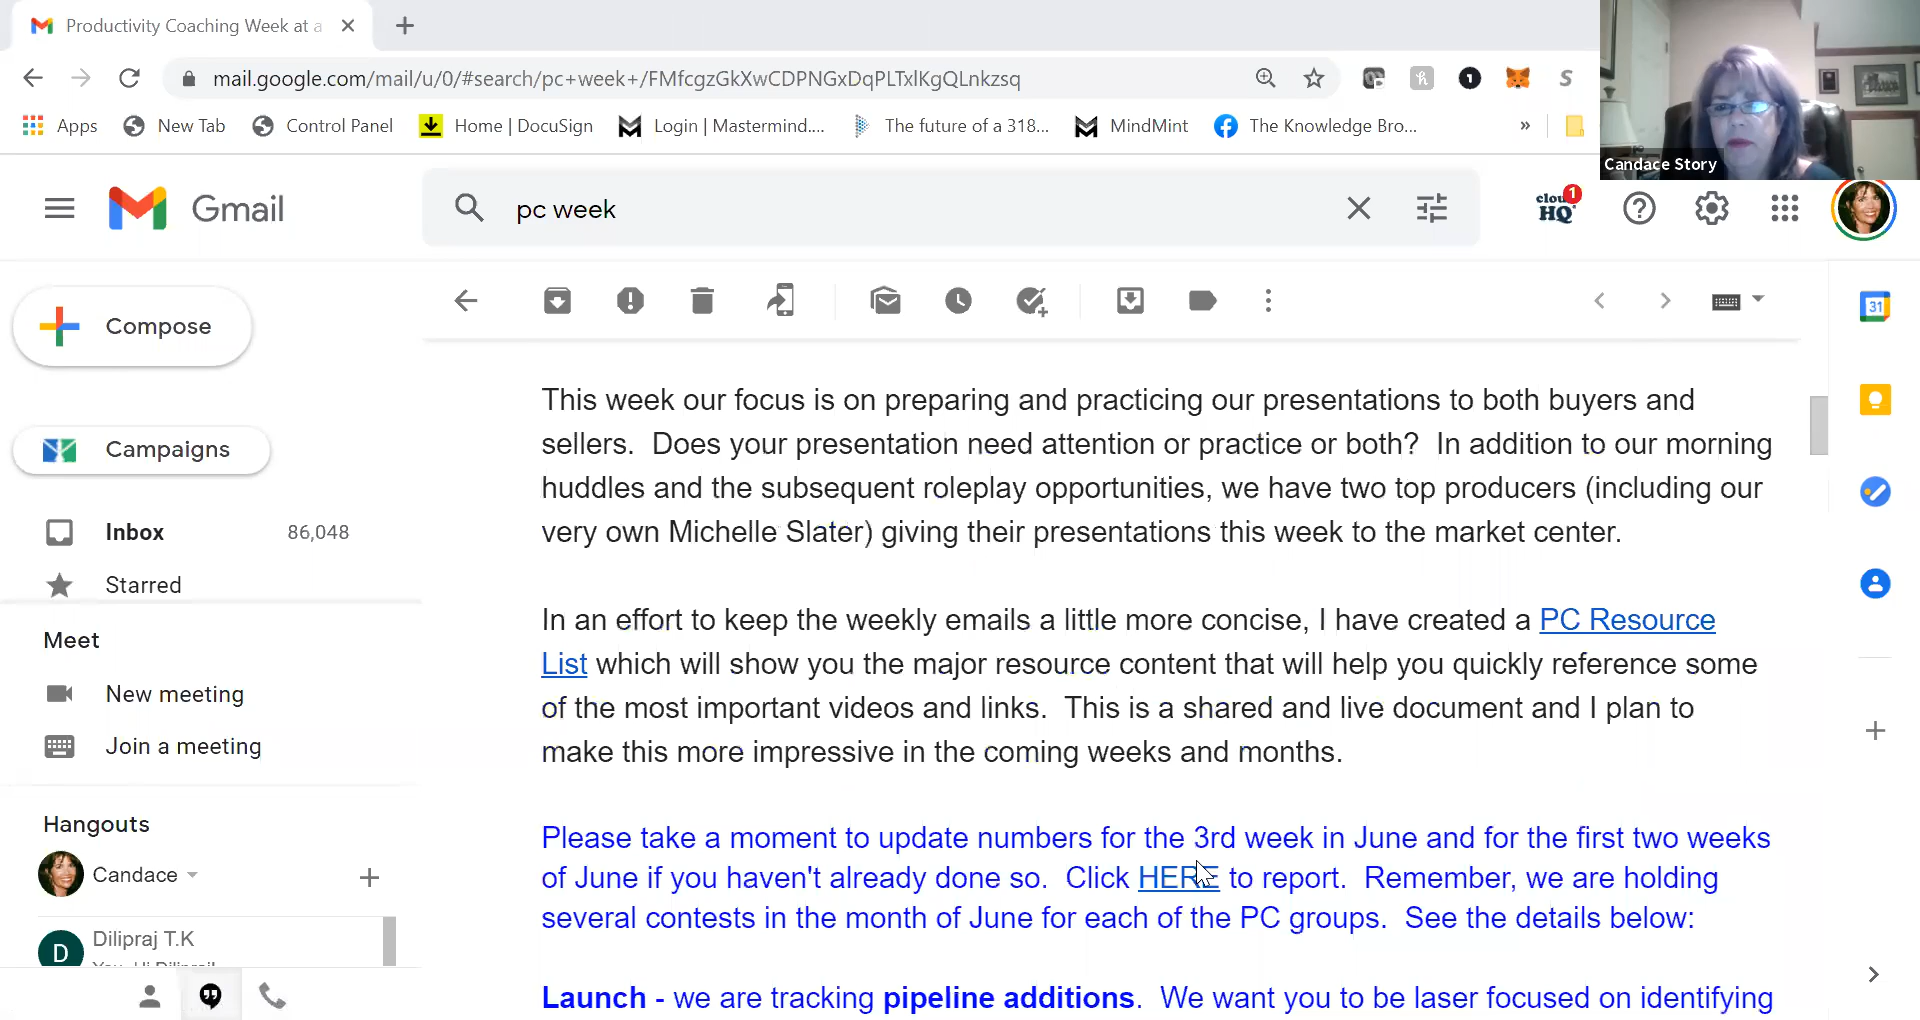 Productivity Coaching Week at a
mail.google.com/mail/u/0/#search/pc+week+/FMfcgzGkXwCDPNGxDqPLTxlKgQLnkzsq
Apps New Tab Control Panel Home | DocuSign Login | Mastermind.... The future of a 318... MindMint The Knowledge Bro... »
Candace Story
Gmail
pc week
cloudHQ 1
Compose
Campaigns
Inbox 86,048
Starred
Meet
New meeting
Join a meeting
Hangouts
Candace
D Dilipraj T.K
31
This week our focus is on preparing and practicing our presentations to both buyers and
sellers. Does your presentation need attention or practice or both? In addition to our morning
huddles and the subsequent roleplay opportunities, we have two top producers (including our
very own Michelle Slater) giving their presentations this week to the market center.
In an effort to keep the weekly emails a little more concise, I have created a PC Resource
List which will show you the major resource content that will help you quickly reference some
of the most important videos and links. This is a shared and live document and I plan to
make this more impressive in the coming weeks and months.
Please take a moment to update numbers for the 3rd week in June and for the first two weeks
of June if you haven't already done so. Click HERE to report. Remember, we are holding
several contests in the month of June for each of the PC groups. See the details below:
Launch - we are tracking pipeline additions. We want you to be laser focused on identifying